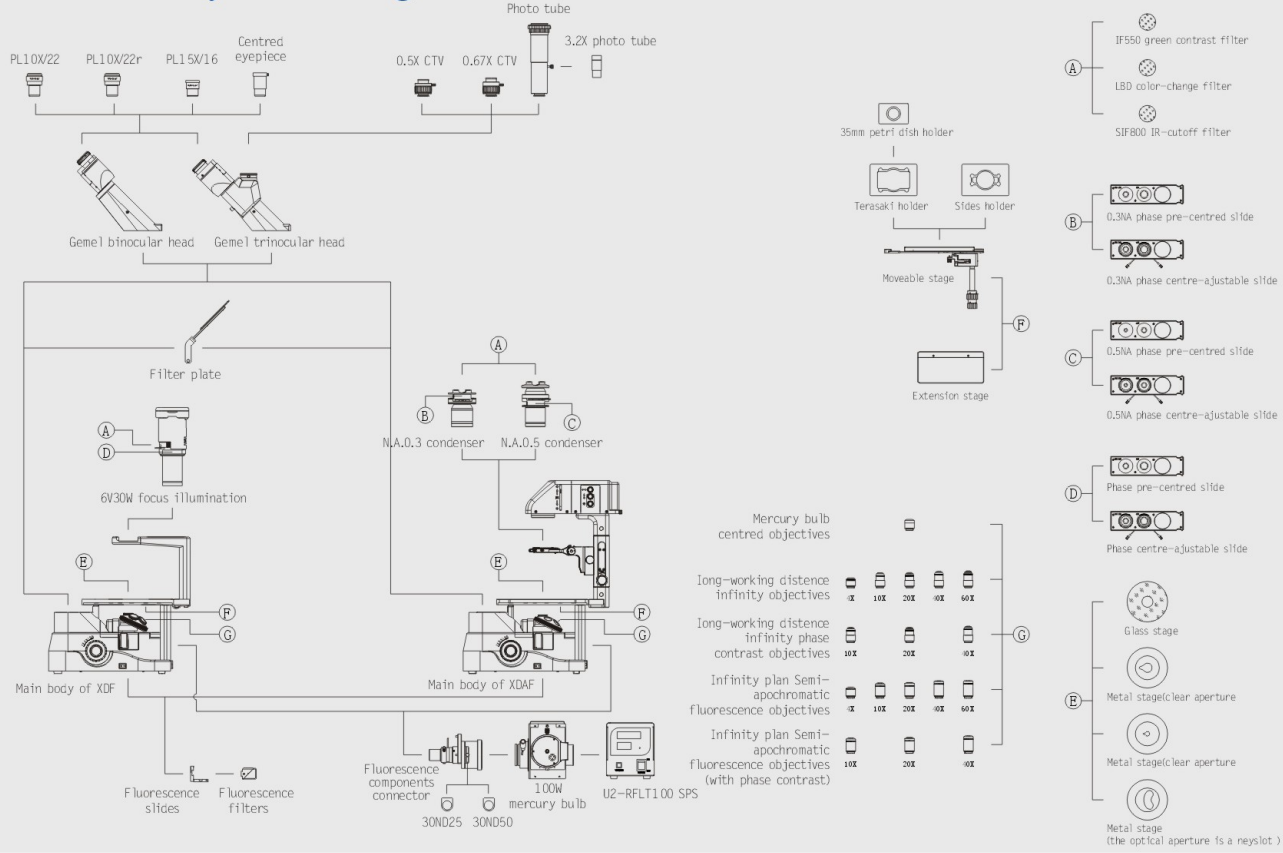 Photo tube
3.2X photo tube
PL10X/22
PL10X/22r
PL15X/16
Centred
eyepiece
0.5X CTV
0.67X CTV
Gemel binocular head
Gemel trinocular head
Filter plate
A
D
6V30W focus illumination
A
B
C
N.A.0.3 condenser
N.A.0.5 condenser
E
F
G
Main body of XDF
E
F
G
Main body of XDAF
Fluorescence
slides
Fluorescence
filters
Fluorescence
components
connector
30ND25
30ND50
100W
mercury bulb
U2-RFLT100 SPS
35mm petri dish holder
Terasaki holder
Sides holder
Moveable stage
F
Extension stage
Mercury bulb
centred objectives
long-working distance
infinity objectives
4X
10X
20X
40X
60X
long-working distance
infinity phase
contrast objectives
10X
20X
40X
G
Infinity plan Semi-
apochromatic
fluorescence objectives
4X
10X
20X
40X
60X
Infinity plan Semi-
apochromatic
fluorescence objectives
(with phase contrast)
10X
20X
40X
A
IF550 green contrast filter
LBD color-change filter
SIF800 IR-cutoff filter
B
0.3NA phase pre-centred slide
0.3NA phase centre-ajustable slide
C
0.5NA phase pre-centred slide
0.5NA phase centre-ajustable slide
D
Phase pre-centred slide
Phase centre-ajustable slide
E
Glass stage
Metal stage(clear aperture
Metal stage(clear aperture
Metal stage
(the optical aperture is a neyslot )